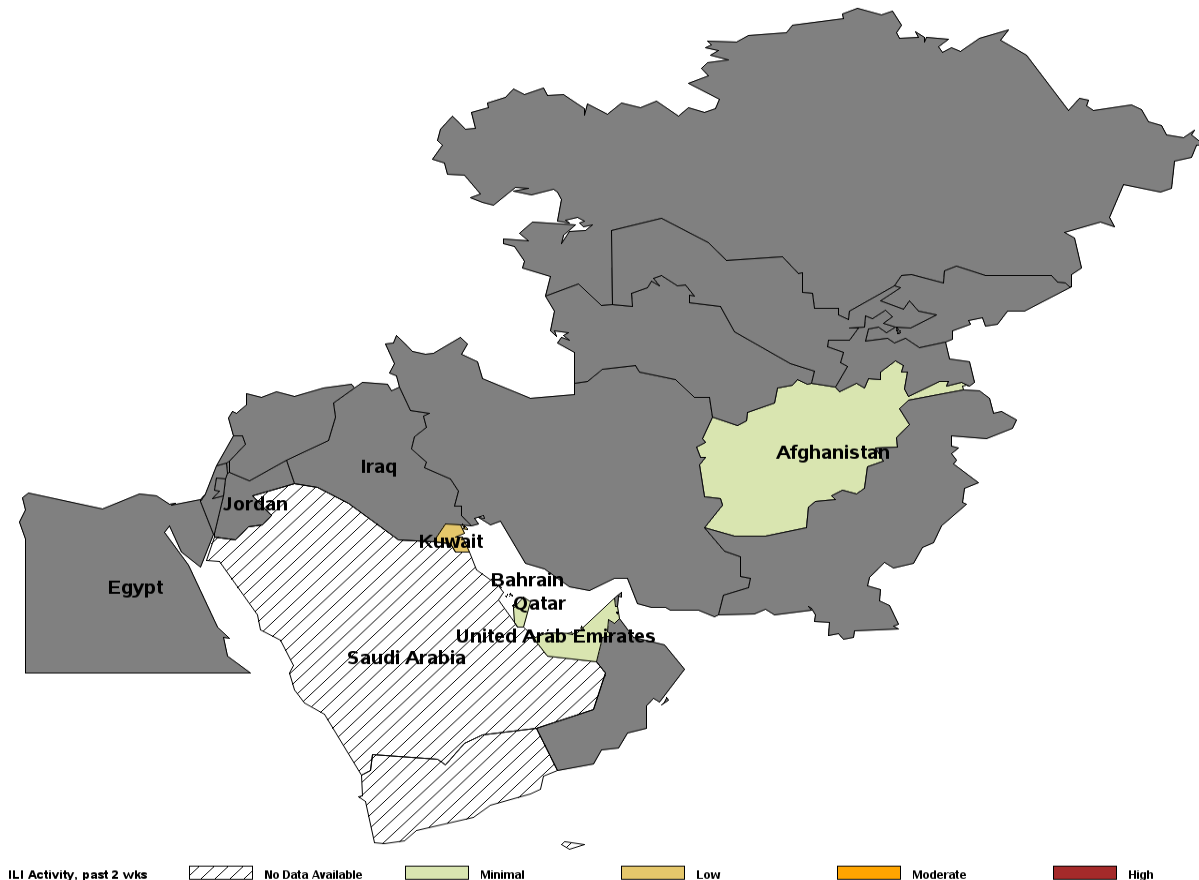 Afghanistan
Iraq
Jordan
Kuwait
Bahrain
Egypt
Qatar
United Arab Emirates
Saudi Arabia
ILI Activity, past 2 wks No Data Available Minimal Low Moderate High